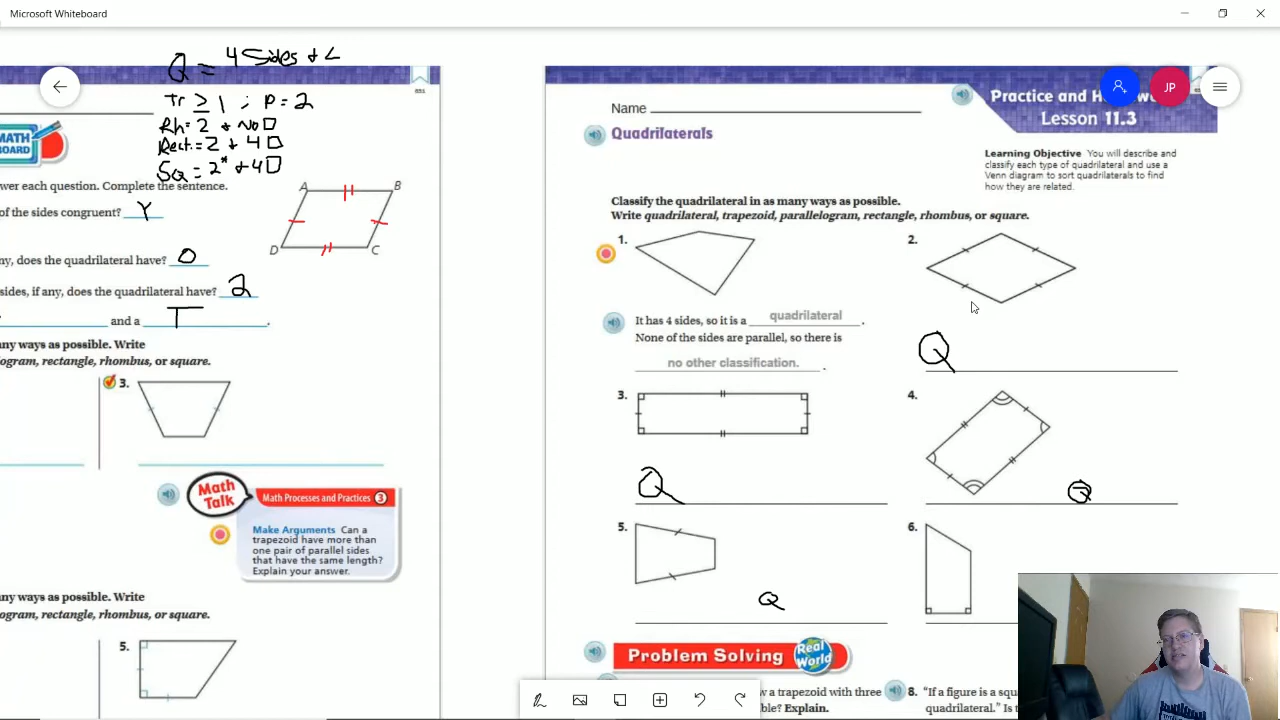 Microsoft Whiteboard
Q = 4 Sides + ∠
Tr ≥ 1 ; P = 2
Rh = 2 + NO □
Rect. = 2 + 4 □
SQ = 2* + 4 □
MATH
BOARD
wer each question. Complete the sentence.
of the sides congruent? Y
ny, does the quadrilateral have? 0
sides, if any, does the quadrilateral have? 2
and a T .
A B
D C
ny ways as possible. Write
logram, rectangle, rhombus, or square.
3.
Math
Talk
Math Processes and Practices 3
Make Arguments Can a
trapezoid have more than
one pair of parallel sides
that have the same length?
Explain your answer.
ny ways as possible. Write
logram, rectangle, rhombus, or square.
5.
JP
Name
Practice and H
Lesson 11.3
Quadrilaterals
Learning Objective You will describe and
classify each type of quadrilateral and use a
Venn diagram to sort quadrilaterals to find
how they are related.
Classify the quadrilateral in as many ways as possible.
Write quadrilateral, trapezoid, parallelogram, rectangle, rhombus, or square.
1.
2.
It has 4 sides, so it is a quadrilateral .
None of the sides are parallel, so there is
no other classification. .
Q
3.
4.
Q
Q
5.
6.
Q
Problem Solving Real World
w a trapezoid with three
ble? Explain.
8. "If a figure is a squ
quadrilateral." Is t